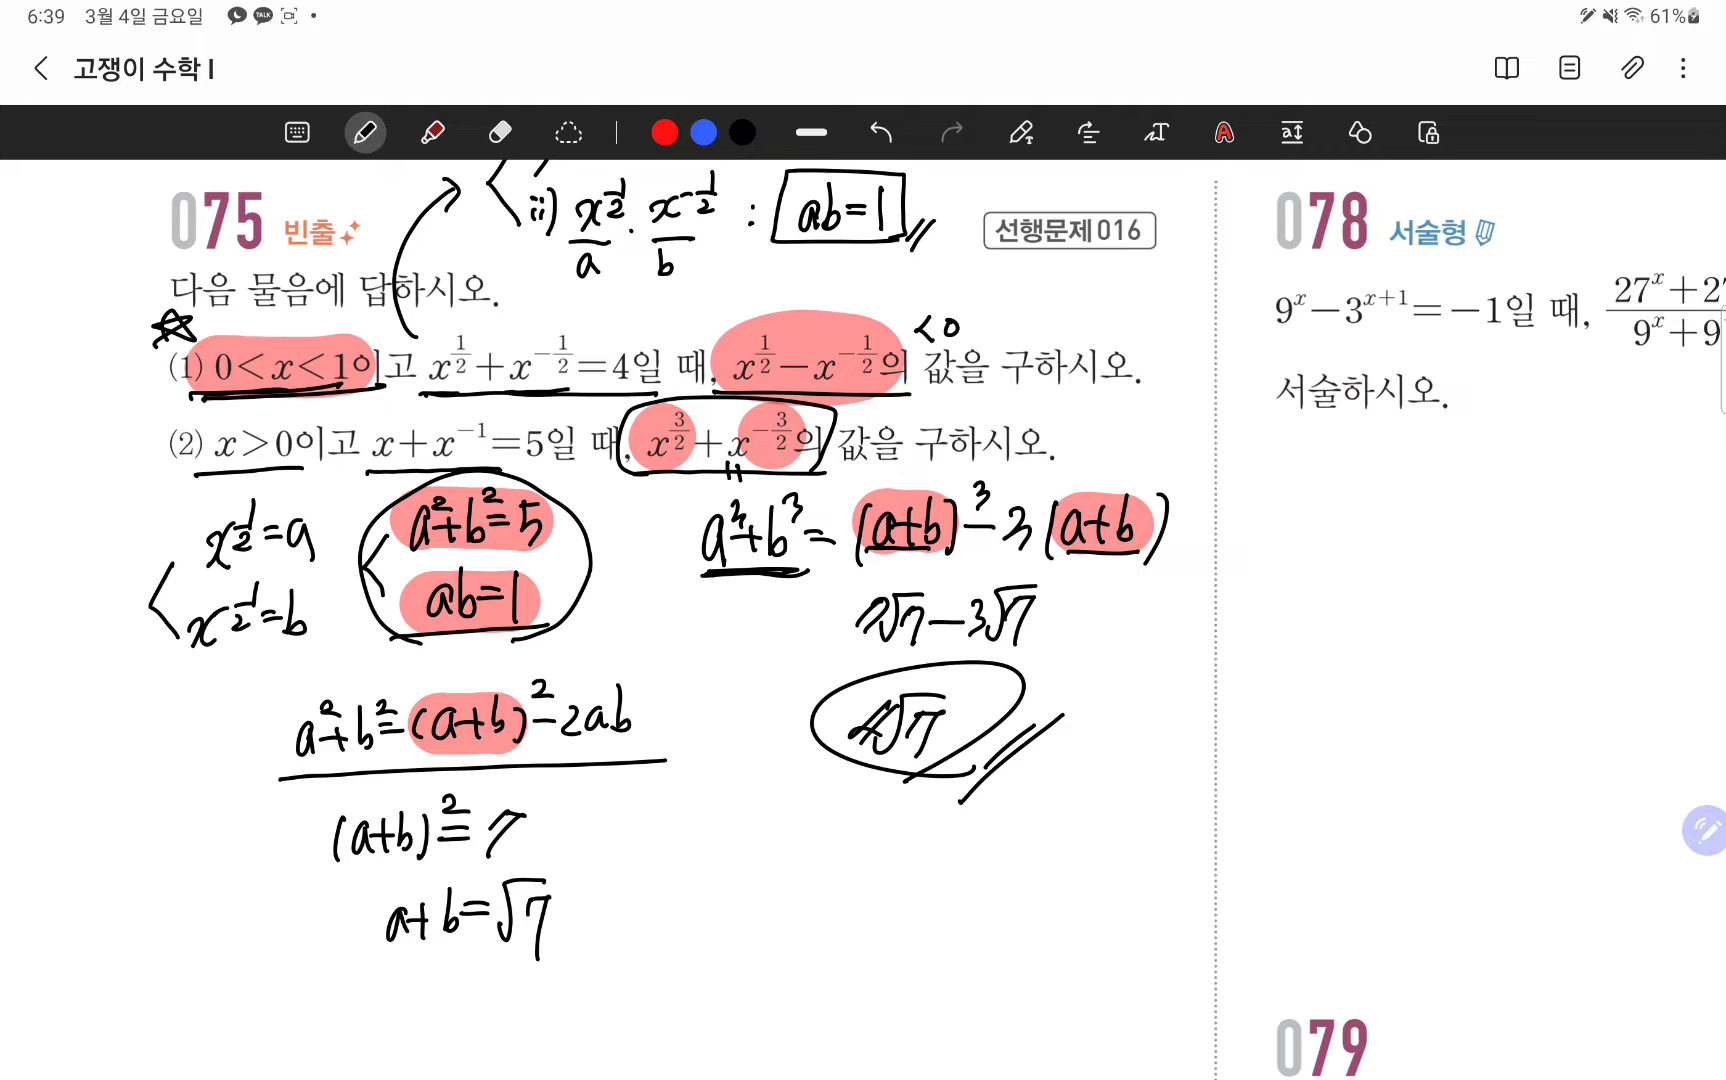 6:39 3월 4일 금요일 TALK 61%
고쟁이 수학 I
ii) x^{1/2} · x^{-1/2} : ab=1
a b
075 빈출 선행문제 016
다음 물음에 답하시오.
<0
(1) 0<x<1이고 x^{1/2}+x^{-1/2}=4일 때, x^{1/2}-x^{-1/2}의 값을 구하시오.
(2) x>0이고 x+x^{-1}=5일 때, x^{3/2}+x^{-3/2}의 값을 구하시오.
x^{1/2}=a
x^{-1/2}=b
a²+b²=5
ab=1
a³+b³=(a+b)³-3(a+b)
7√7-3√7
4√7
a²+b²=(a+b)²-2ab
(a+b)²=7
a+b=√7
078 서술형
9^x-3^{x+1}=-1일 때, 27^x+2
9^x+9
서술하시오.
079